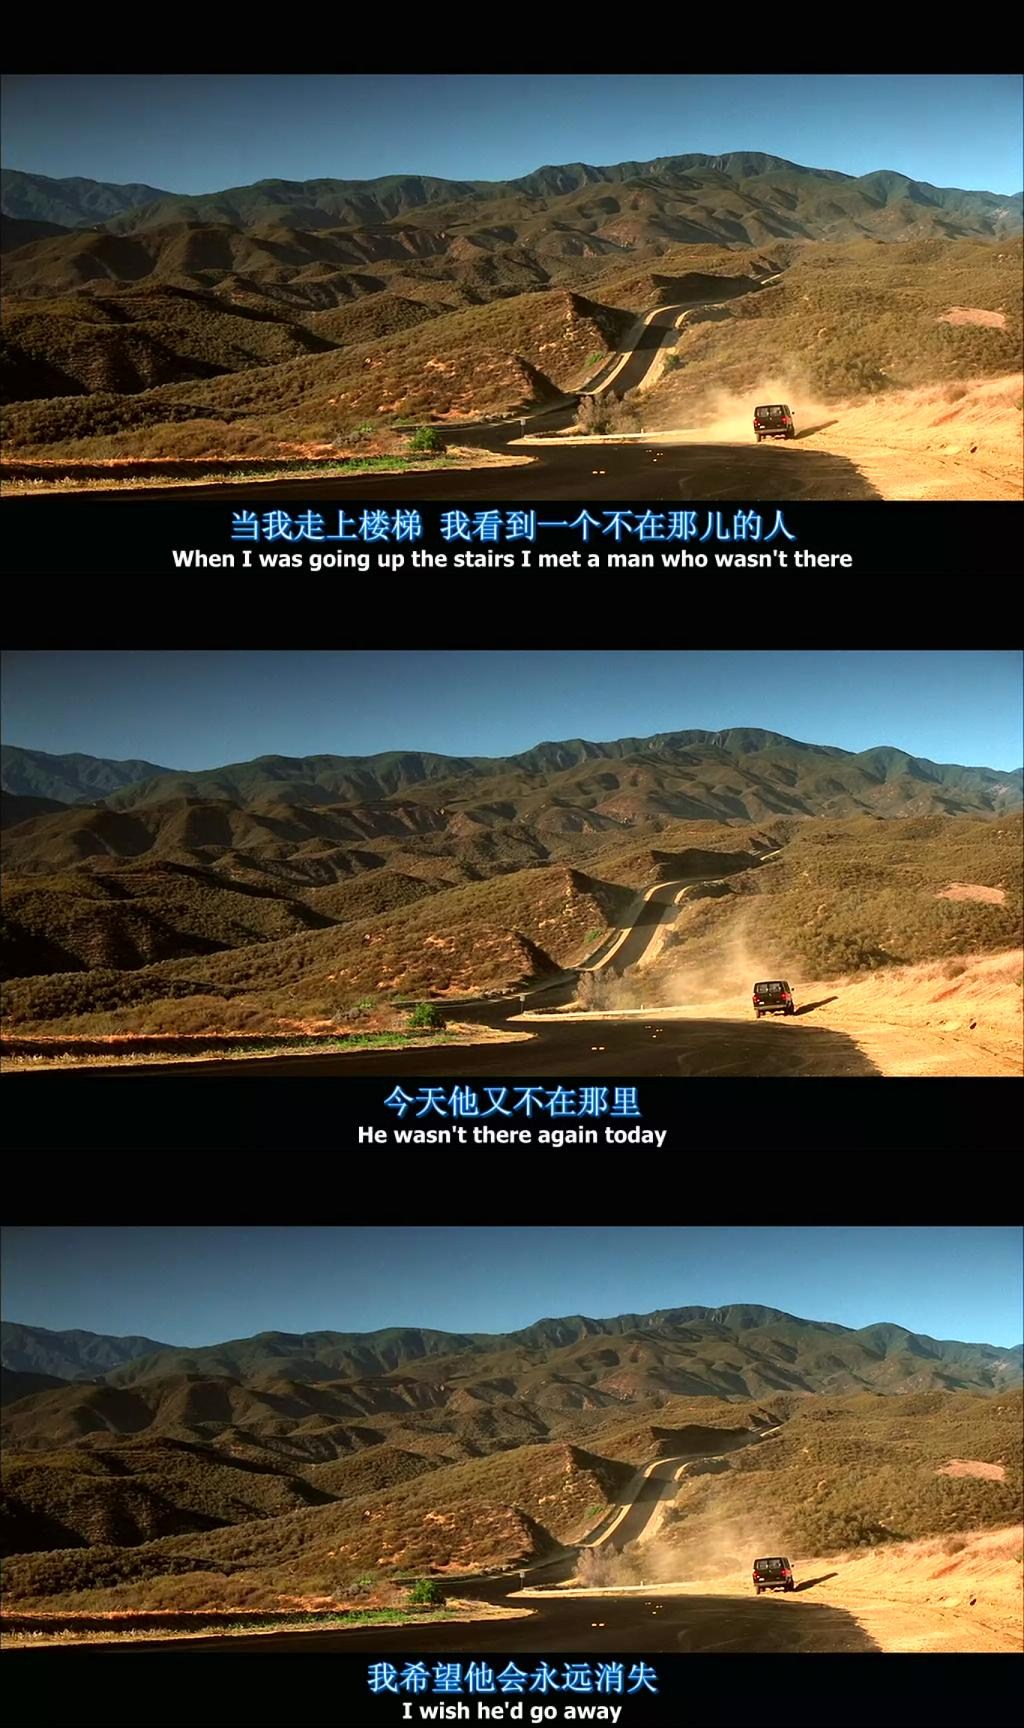 当我走上楼梯 我看到一个不在那儿的人
When I was going up the stairs I met a man who wasn't there
今天他又不在那里
He wasn't there again today
我希望他会永远消失
I wish he'd go away